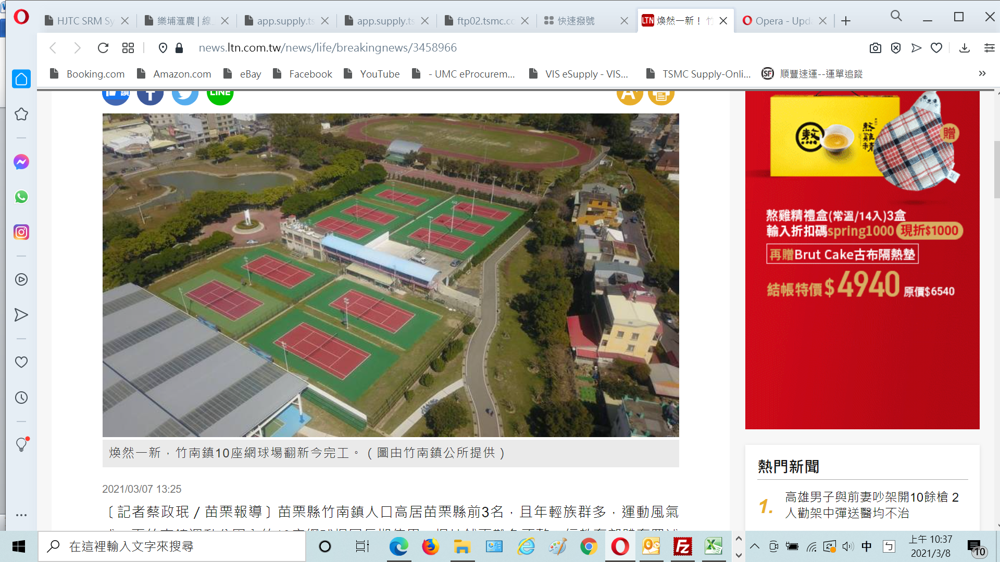 HJTC SRM Sy
樂埔滙農 | 線
app.supply.ts
app.supply.ts
ftp02.tsmc.co
快速撥號
LTN 煥然一新！ 竹
Opera - Upda
news.ltn.com.tw/news/life/breakingnews/3458966
Booking.com
Amazon.com
eBay
Facebook
YouTube
- UMC eProcurem...
VIS eSupply - VIS...
TSMC Supply-Onli...
SF 順豐速運--運單追蹤
LINE
熬
熬雞精
贈
熬雞精禮盒(常溫/14入)3盒
輸入折扣碼spring1000 現折$1000
再贈Brut Cake古布隔熱墊
結帳特價$4940 原價$6540
煥然一新，竹南鎮10座網球場翻新今完工。（圖由竹南鎮公所提供）
2021/03/07 13:25
〔記者蔡政珉／苗栗報導〕苗栗縣竹南鎮人口高居苗栗縣前3名，且年輕族群多，運動風氣
熱門新聞
1. 高雄男子與前妻吵架開10餘槍 2
人勸架中彈送醫均不治
在這裡輸入文字來搜尋
中
ㄅ
上午 10:37
2021/3/8
10